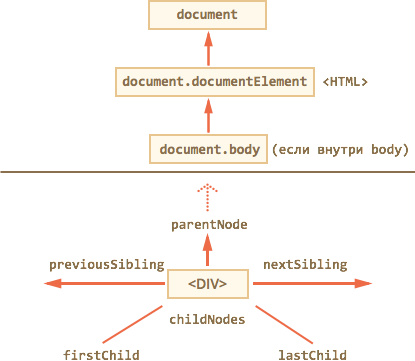 document
document.documentElement <HTML>
document.body (если внутри body)
parentNode
previousSibling nextSibling
<DIV>
childNodes
firstChild lastChild